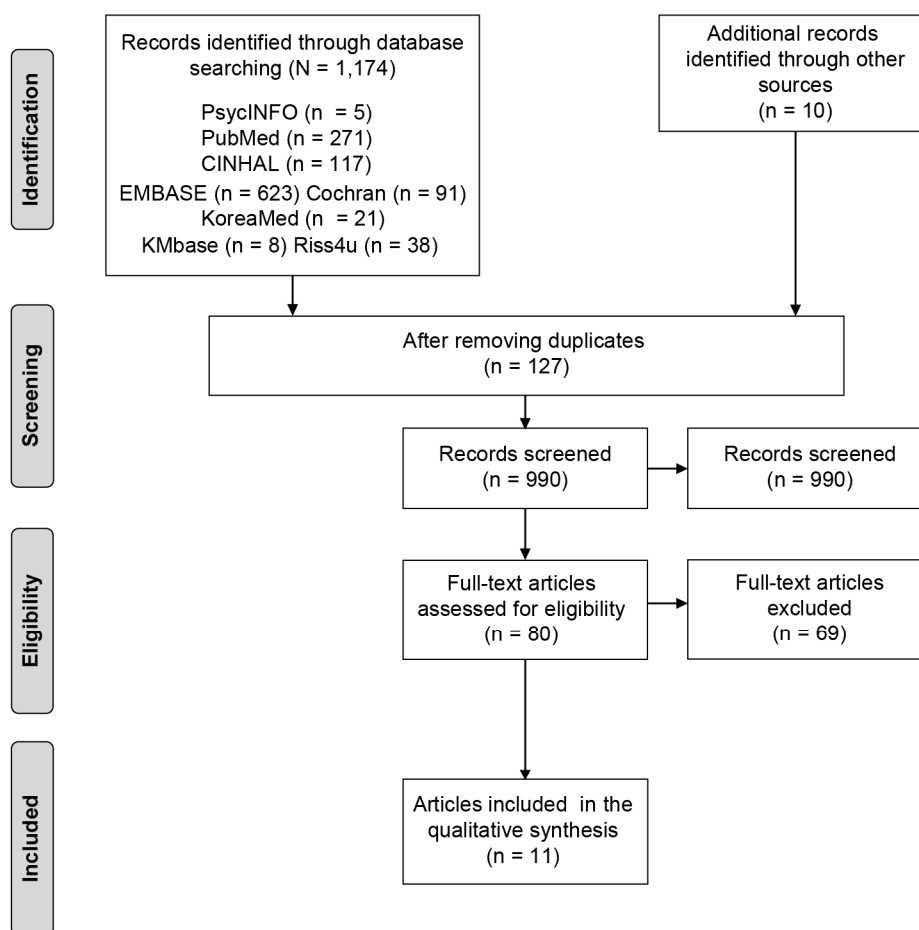 Identification
Records identified through database
searching (N = 1,174)
PsycINFO (n = 5)
PubMed (n = 271)
CINHAL (n = 117)
EMBASE (n = 623) Cochran (n = 91)
KoreaMed (n = 21)
KMbase (n = 8) Riss4u (n = 38)
Additional records
identified through other
sources
(n = 10)
Screening
After removing duplicates
(n = 127)
Records screened
(n = 990)
Records screened
(n = 990)
Eligibility
Full-text articles
assessed for eligibility
(n = 80)
Full-text articles
excluded
(n = 69)
Included
Articles included in the
qualitative synthesis
(n = 11)